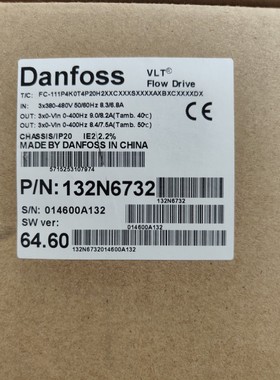 Danfoss
VLT®
Flow Drive
T/C: FC-111P4K0T4P20H2XXCXXXSXXXXAXBXCXXXXDX
IN: 3x380-480V 50/60Hz 8.3/6.8A
OUT: 3x0-Vin 0-400Hz 9.0/8.2A(Tamb. 40℃)
OUT: 3x0-Vin 0-400Hz 8.4/7.5A(Tamb. 50℃)
CE
CHASSIS/IP20 IE2 2.2%
MADE BY DANFOSS IN CHINA
5715253107974
P/N: 132N6732
132N6732
S/N: 014600A132
SW ver:
014600A132
64.60
132N6732014600A132